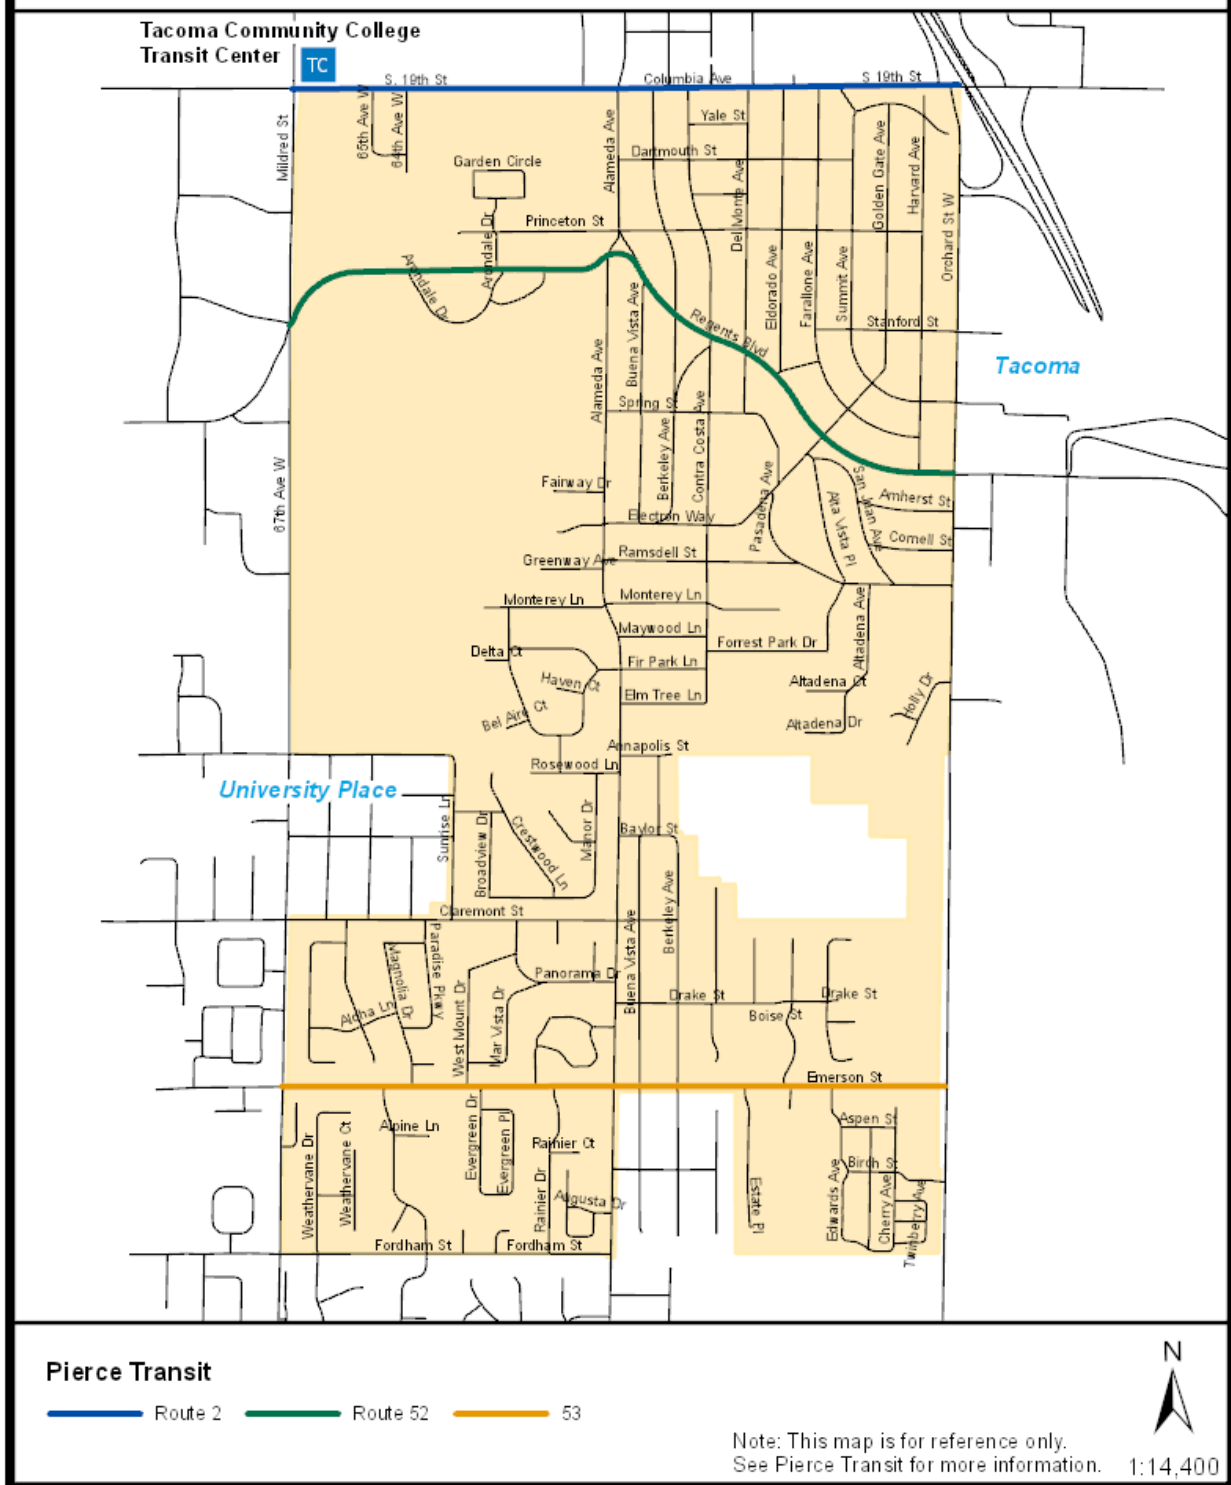 Tacoma Community College
Transit Center
TC
S. 19th St
Columbia Ave
S 19th St
Mildred St
65th Ave W
64th Ave W
Garden Circle
Alameda Ave
Yale St
Dartmouth St
Del Monte Ave
Golden Gate Ave
Harvard Ave
Princeton St
Arondale Dr
Arondale Dr
Orchard St W
Eldorado Ave
Farallone Ave
Summit Ave
Buena Vista Ave
Regents Blvd
Stanford St
Tacoma
Alameda Ave
Spring St
Berkeley Ave
Contra Costa Ave
67th Ave W
Fairway Dr
Pasadena Ave
Alta Vista Pl
San Juan Ave
Amherst St
Electron Way
Cornell St
Greenway Ave
Ramsdell St
Monterey Ln
Monterey Ln
Maywood Ln
Forrest Park Dr
Altadena Ave
Delta Ct
Fir Park Ln
Haven Ct
Elm Tree Ln
Altadena Ct
Holly Dr
Bel Aire Ct
Altadena Dr
Annapolis St
Rosewood Ln
University Place
Sunrise Ln
Broadview Dr
Crestwood Ln
Manor Dr
Baylor St
Berkeley Ave
Claremont St
Buena Vista Ave
Magnolia Dr
Paradise Pkwy
Panorama Dr
West Mount Dr
Mar Vista Dr
Drake St
Drake St
Aloha Ln
Boise St
Emerson St
Weathervane Dr
Weathervane Ct
Alpine Ln
Evergreen Dr
Evergreen Pl
Rainier Ct
Rainier Dr
Augusta Dr
Estate Pl
Aspen St
Birch St
Edwards Ave
Cherry Ave
Twinberry Ave
Fordham St
Fordham St
Pierce Transit
Route 2
Route 52
53
N
Note: This map is for reference only.
See Pierce Transit for more information.
1:14,400